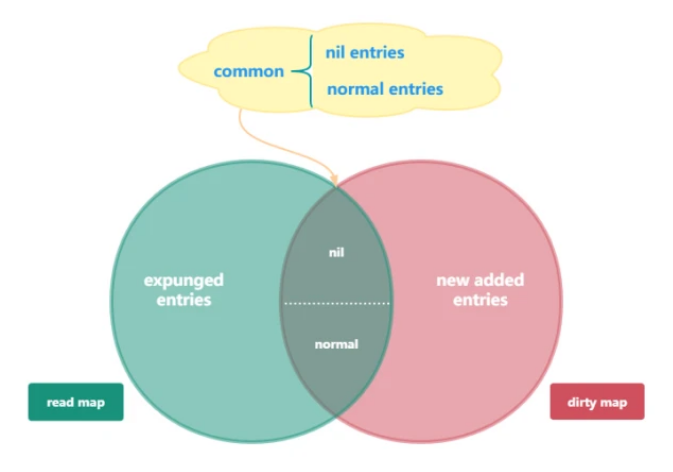 nil entries
common
normal entries
nil
expunged
entries
new added
entries
normal
read map
dirty map